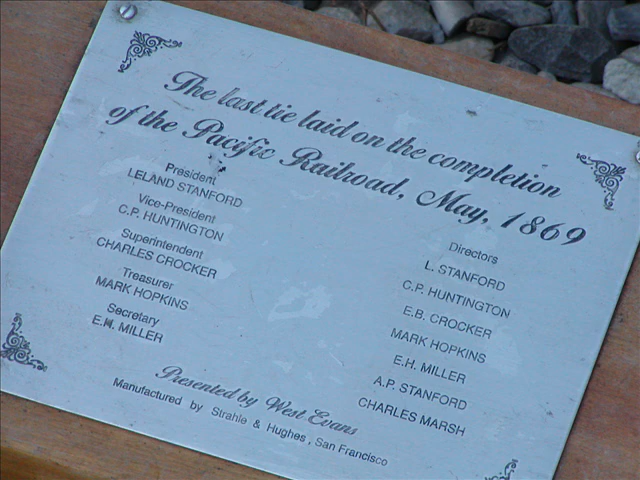 The last tie laid on the completion
of the Pacific Railroad, May, 1869
President
LELAND STANFORD
Vice-President
C.P. HUNTINGTON
Superintendent
CHARLES CROCKER
Treasurer
MARK HOPKINS
Secretary
E.H. MILLER
Directors
L. STANFORD
C.P. HUNTINGTON
E.B. CROCKER
MARK HOPKINS
E.H. MILLER
A.P. STANFORD
CHARLES MARSH
Presented by West Evans
Manufactured by Strahle & Hughes, San Francisco